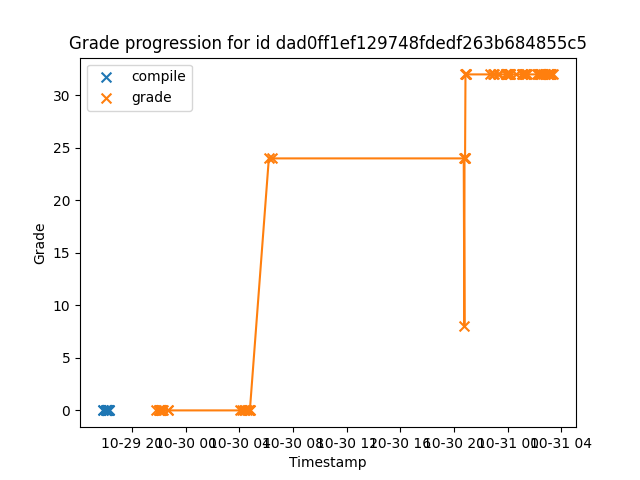 Grade progression for id dad0ff1ef129748fdedf263b684855c5
compile
grade
30
25
20
15
10
5
0
Grade
10-29 20 10-30 00 10-30 04 10-30 08 10-30 12 10-30 16 10-30 20 10-31 00 10-31 04
Timestamp